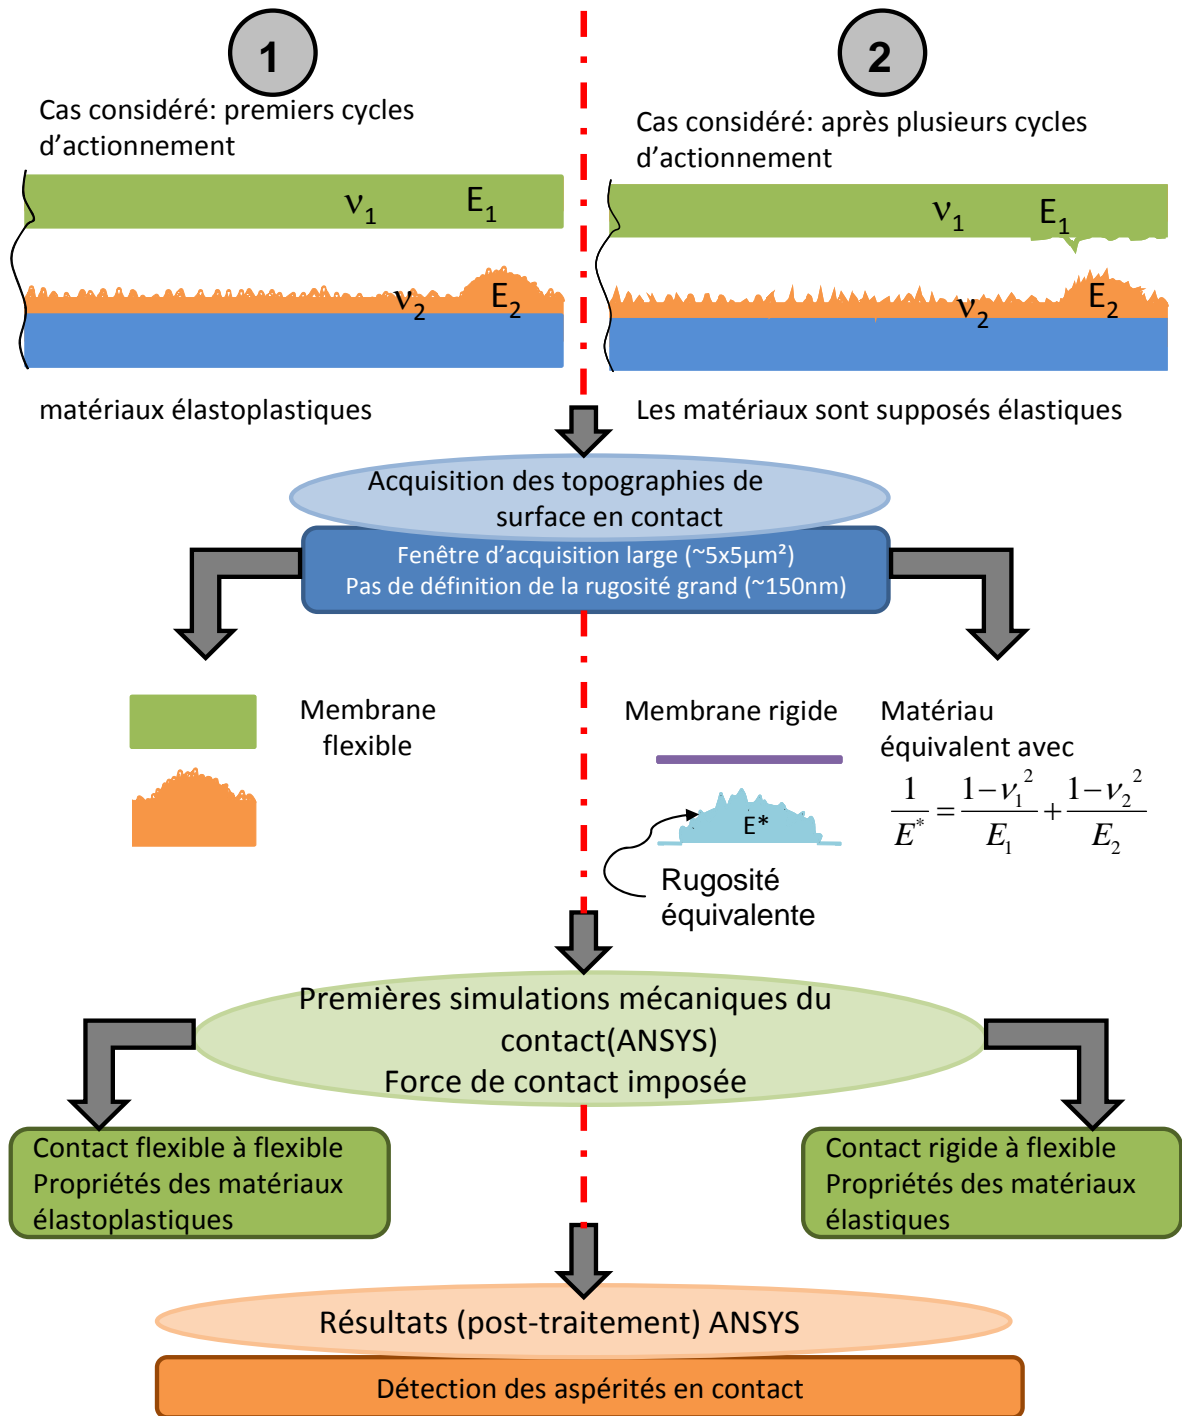 1
Cas considéré: premiers cycles
d'actionnement
ν₁ E₁
ν₂ E₂
matériaux élastoplastiques
2
Cas considéré: après plusieurs cycles
d'actionnement
ν₁ E₁
ν₂ E₂
Les matériaux sont supposés élastiques
Acquisition des topographies de
surface en contact
Fenêtre d'acquisition large (~5x5µm²)
Pas de définition de la rugosité grand (~150nm)
Membrane
flexible
Membrane rigide
E*
Rugosité
équivalente
Matériau
équivalent avec
1/E* = (1-ν₁²)/E₁ + (1-ν₂²)/E₂
Premières simulations mécaniques du
contact(ANSYS)
Force de contact imposée
Contact flexible à flexible
Propriétés des matériaux
élastoplastiques
Contact rigide à flexible
Propriétés des matériaux
élastiques
Résultats (post-traitement) ANSYS
Détection des aspérités en contact